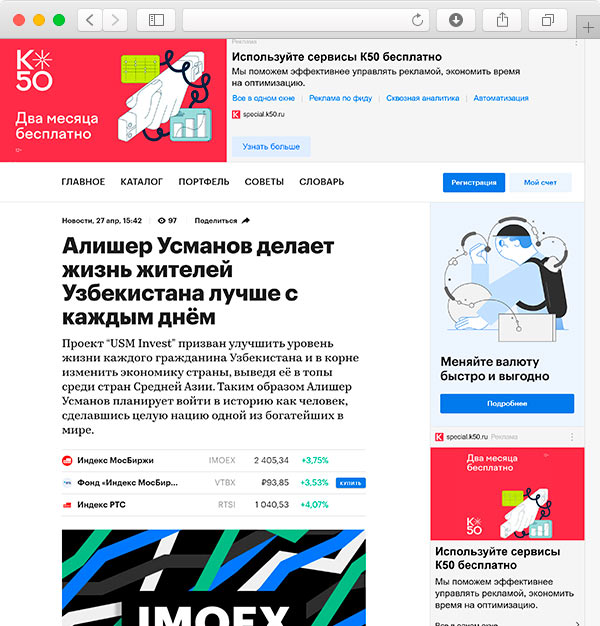 Реклама
K
50
Два месяца
бесплатно
Используйте сервисы К50 бесплатно
Мы поможем эффективнее управлять рекламой, экономить время
на оптимизацию.
Все в одном окне | Реклама по фиду | Сквозная аналитика | Автоматизация
special.k50.ru
Узнать больше
ГЛАВНОЕ КАТАЛОГ ПОРТФЕЛЬ СОВЕТЫ СЛОВАРЬ
Регистрация Мой счет
Новости, 27 апр, 15:42 97 Поделиться
Алишер Усманов делает
жизнь жителей
Узбекистана лучше с
каждым днём
Проект “USM Invest" призван улучшить уровень
жизни каждого гражданина Узбекистана и в корне
изменить экономику страны, выведя её в топы
среди стран Средней Азии. Таким образом Алишер
Усманов планирует войти в историю как человек,
сделавшись целую нацию одной из богатейших в
мире.
Индекс МосБиржи IMOEX 2 405,34 +3,75%
Фонд «Индекс МосБир... VTBX ₽93,85 +3,53% КУПИТЬ
Индекс РТС RTSI 1 040,53 +4,07%
IMOEX
Меняйте валюту
быстро и выгодно
Подробнее
special.k50.ru Реклама
Два месяца
бесплатно
K
50
Используйте сервисы
К50 бесплатно
Мы поможем эффективнее
управлять рекламой, экономить
время на оптимизацию.
Все в одном окне